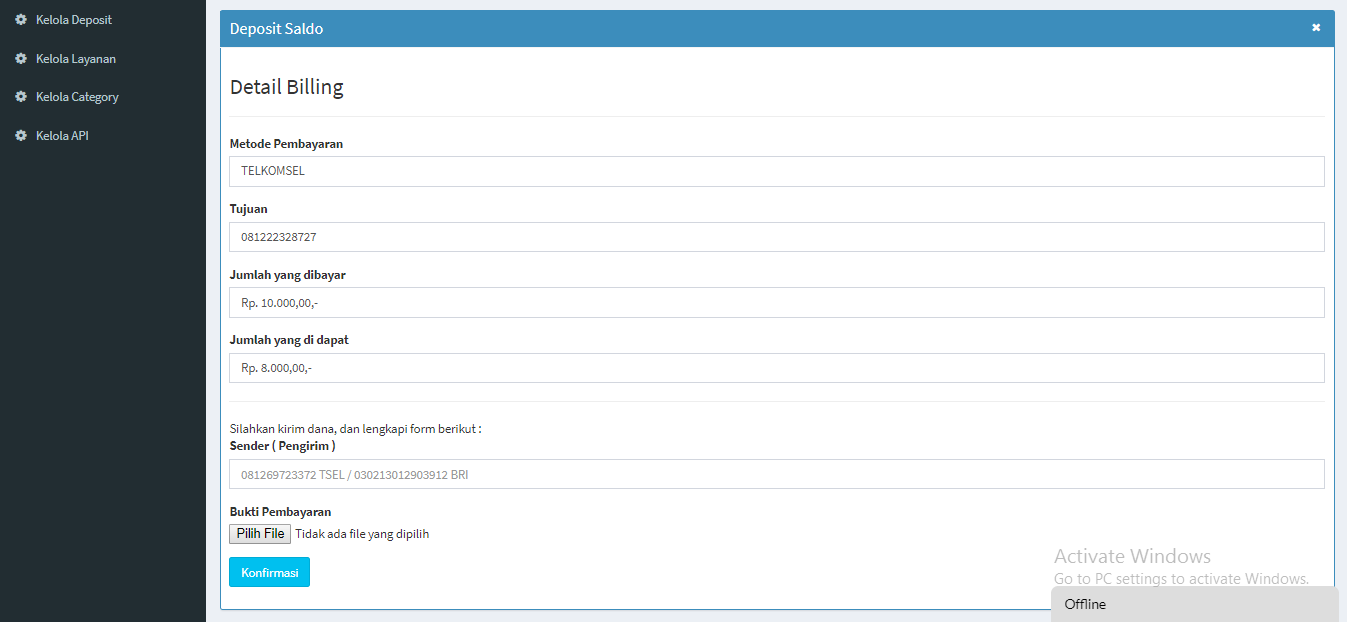 Kelola Deposit
Kelola Layanan
Kelola Category
Kelola API
Deposit Saldo
Detail Billing
Metode Pembayaran
TELKOMSEL
Tujuan
081222328727
Jumlah yang dibayar
Rp. 10.000,00,-
Jumlah yang di dapat
Rp. 8.000,00,-
Silahkan kirim dana, dan lengkapi form berikut :
Sender ( Pengirim )
081269723372 TSEL / 030213012903912 BRI
Bukti Pembayaran
Pilih File Tidak ada file yang dipilih
Konfirmasi
Activate Windows
Go to PC settings to activate Windows.
Offline